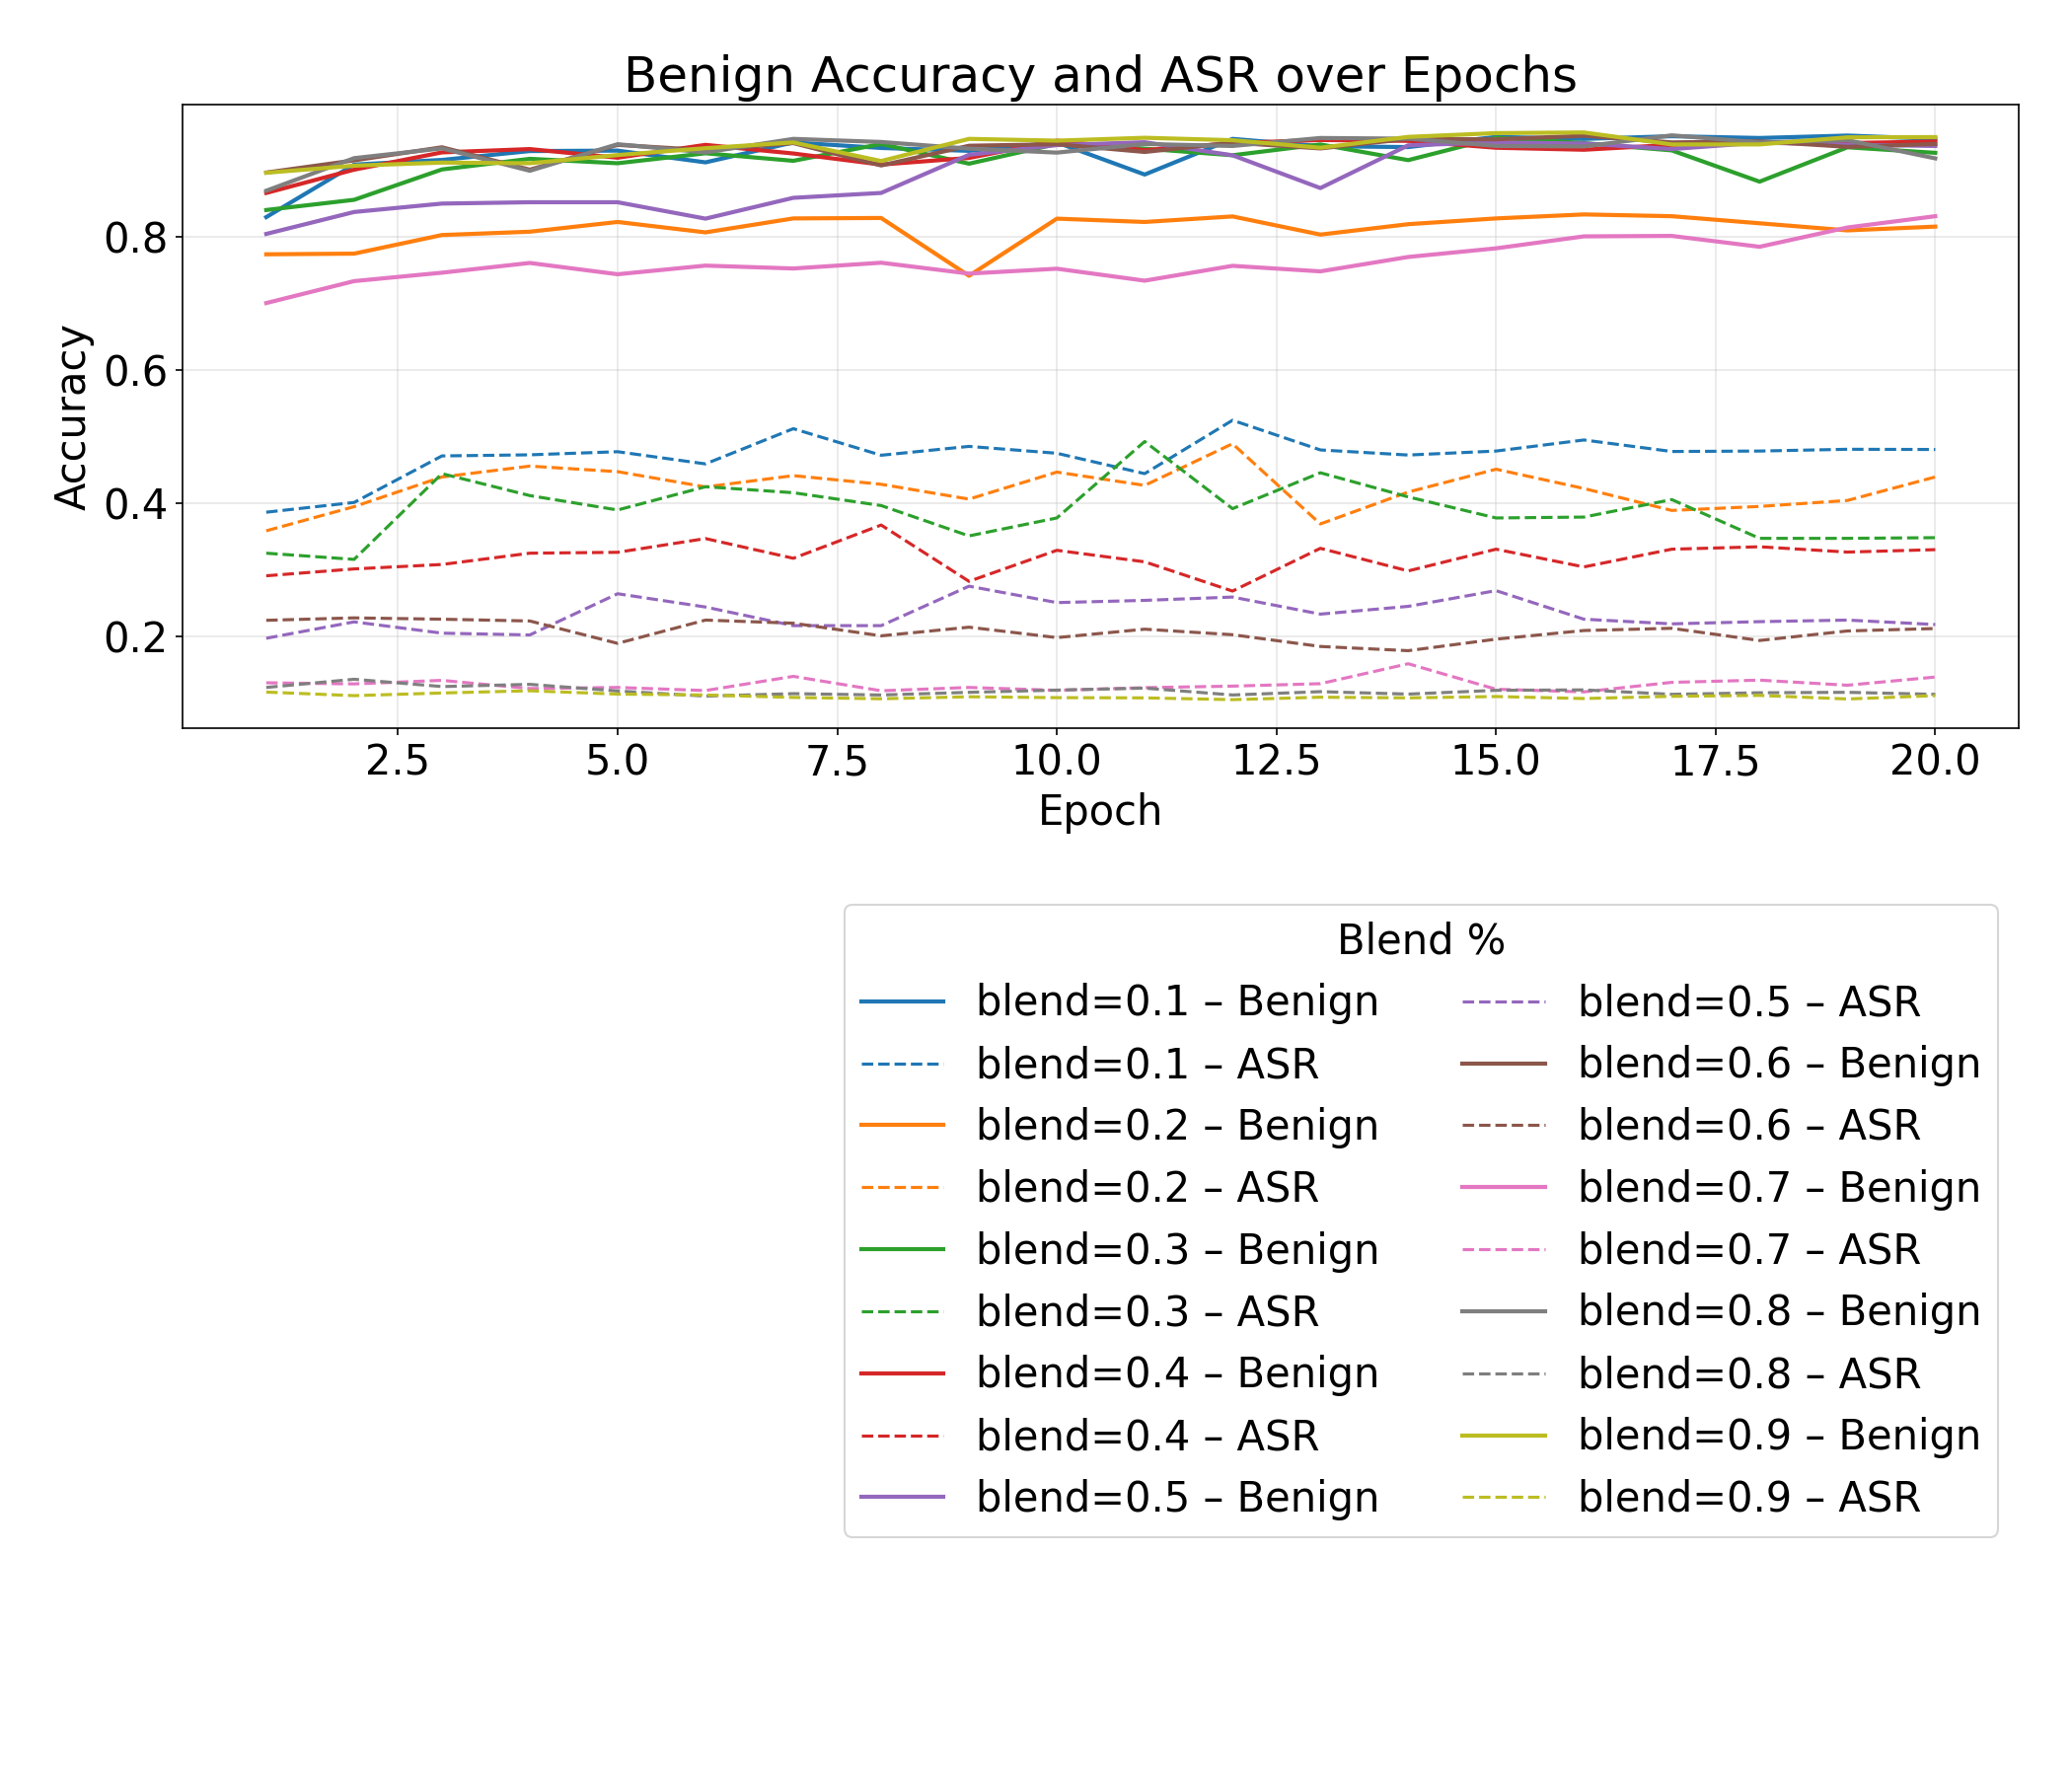 Benign Accuracy and ASR over Epochs
Accuracy
0.8
0.6
0.4
0.2
2.5 5.0 7.5 10.0 12.5 15.0 17.5 20.0
Epoch
Blend %
blend=0.1 – Benign
blend=0.1 – ASR
blend=0.2 – Benign
blend=0.2 – ASR
blend=0.3 – Benign
blend=0.3 – ASR
blend=0.4 – Benign
blend=0.4 – ASR
blend=0.5 – Benign
blend=0.5 – ASR
blend=0.6 – Benign
blend=0.6 – ASR
blend=0.7 – Benign
blend=0.7 – ASR
blend=0.8 – Benign
blend=0.8 – ASR
blend=0.9 – Benign
blend=0.9 – ASR